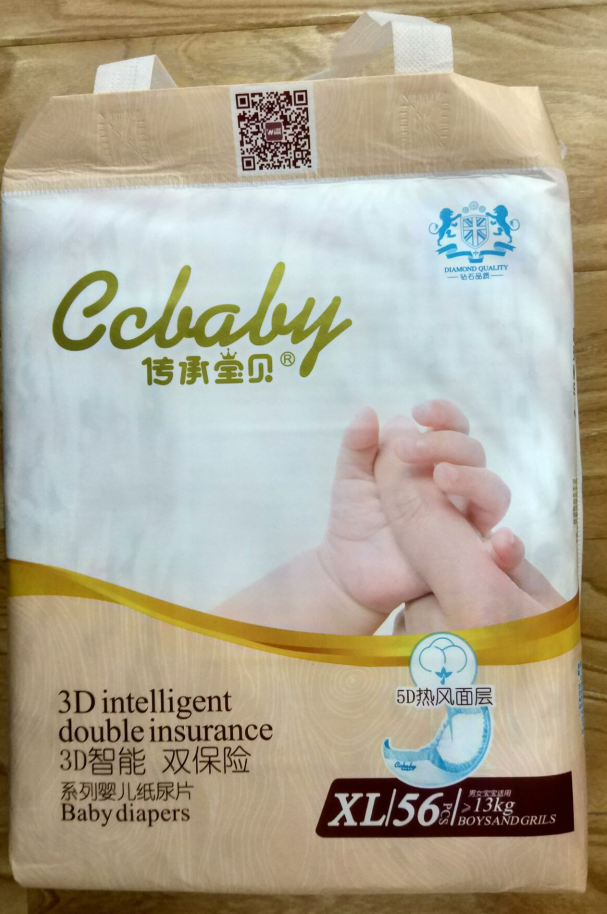 DIAMOND QUALITY
钻石品质
Ccbaby
传承宝贝®
5D热风面层
3D intelligent
double insurance
3D智能 双保险
系列婴儿纸尿片
Baby diapers
Ccbaby
XL/56 PCS
男女宝宝适用
≥13kg
BOYSANDGRILS